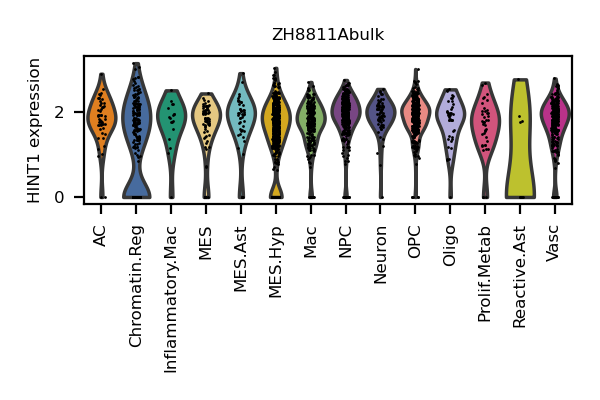 ZH8811Abulk
HINT1 expression
2
0
AC
Chromatin.Reg
Inflammatory.Mac
MES
MES.Ast
MES.Hyp
Mac
NPC
Neuron
OPC
Oligo
Prolif.Metab
Reactive.Ast
Vasc